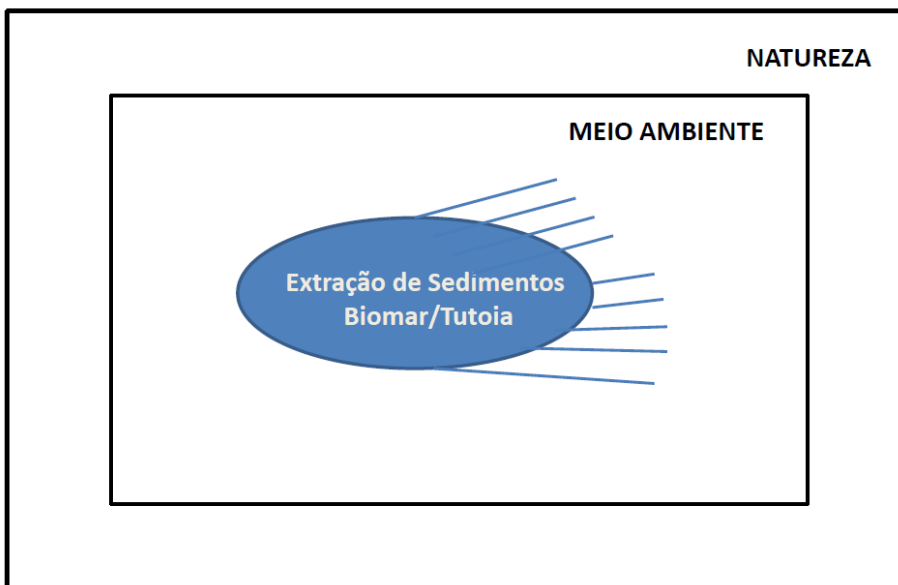 NATUREZA
MEIO AMBIENTE
Extração de Sedimentos
Biomar/Tutoia